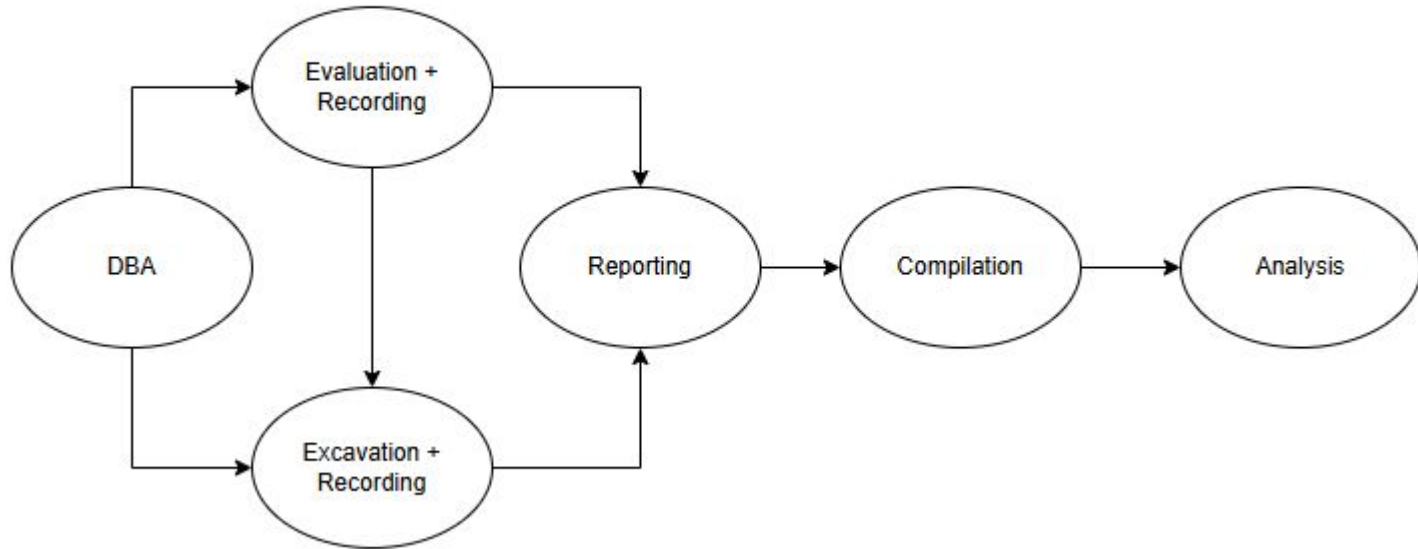 Evaluation +
Recording
DBA
Reporting
Compilation
Analysis
Excavation +
Recording